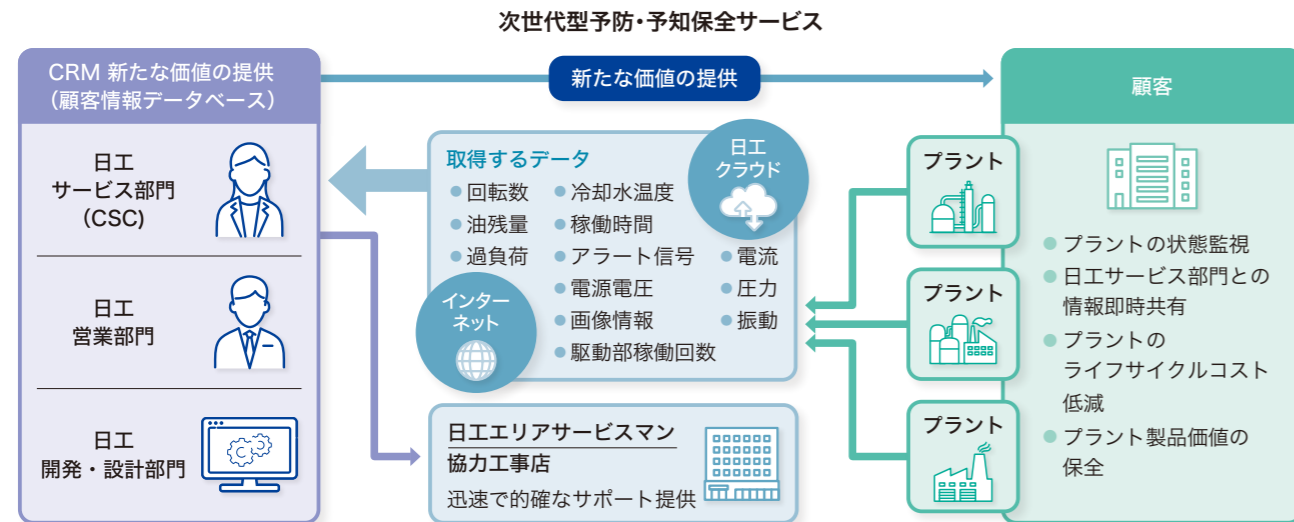 次世代型予防・予知保全サービス
CRM 新たな価値の提供
（顧客情報データベース）
日工
サービス部門
(CSC)
日工
営業部門
日工
開発・設計部門
新たな価値の提供
取得するデータ
日工
クラウド
● 回転数
● 冷却水温度
● 油残量
● 稼働時間
● 過負荷
● アラート信号
● 電流
● 電源電圧
● 圧力
● 画像情報
● 振動
● 駆動部稼働回数
インター
ネット
日工エリアサービスマン
協力工事店
迅速で的確なサポート提供
プラント
プラント
プラント
顧客
● プラントの状態監視
● 日工サービス部門との
情報即時共有
● プラントの
ライフサイクルコスト
低減
● プラント製品価値の
保全